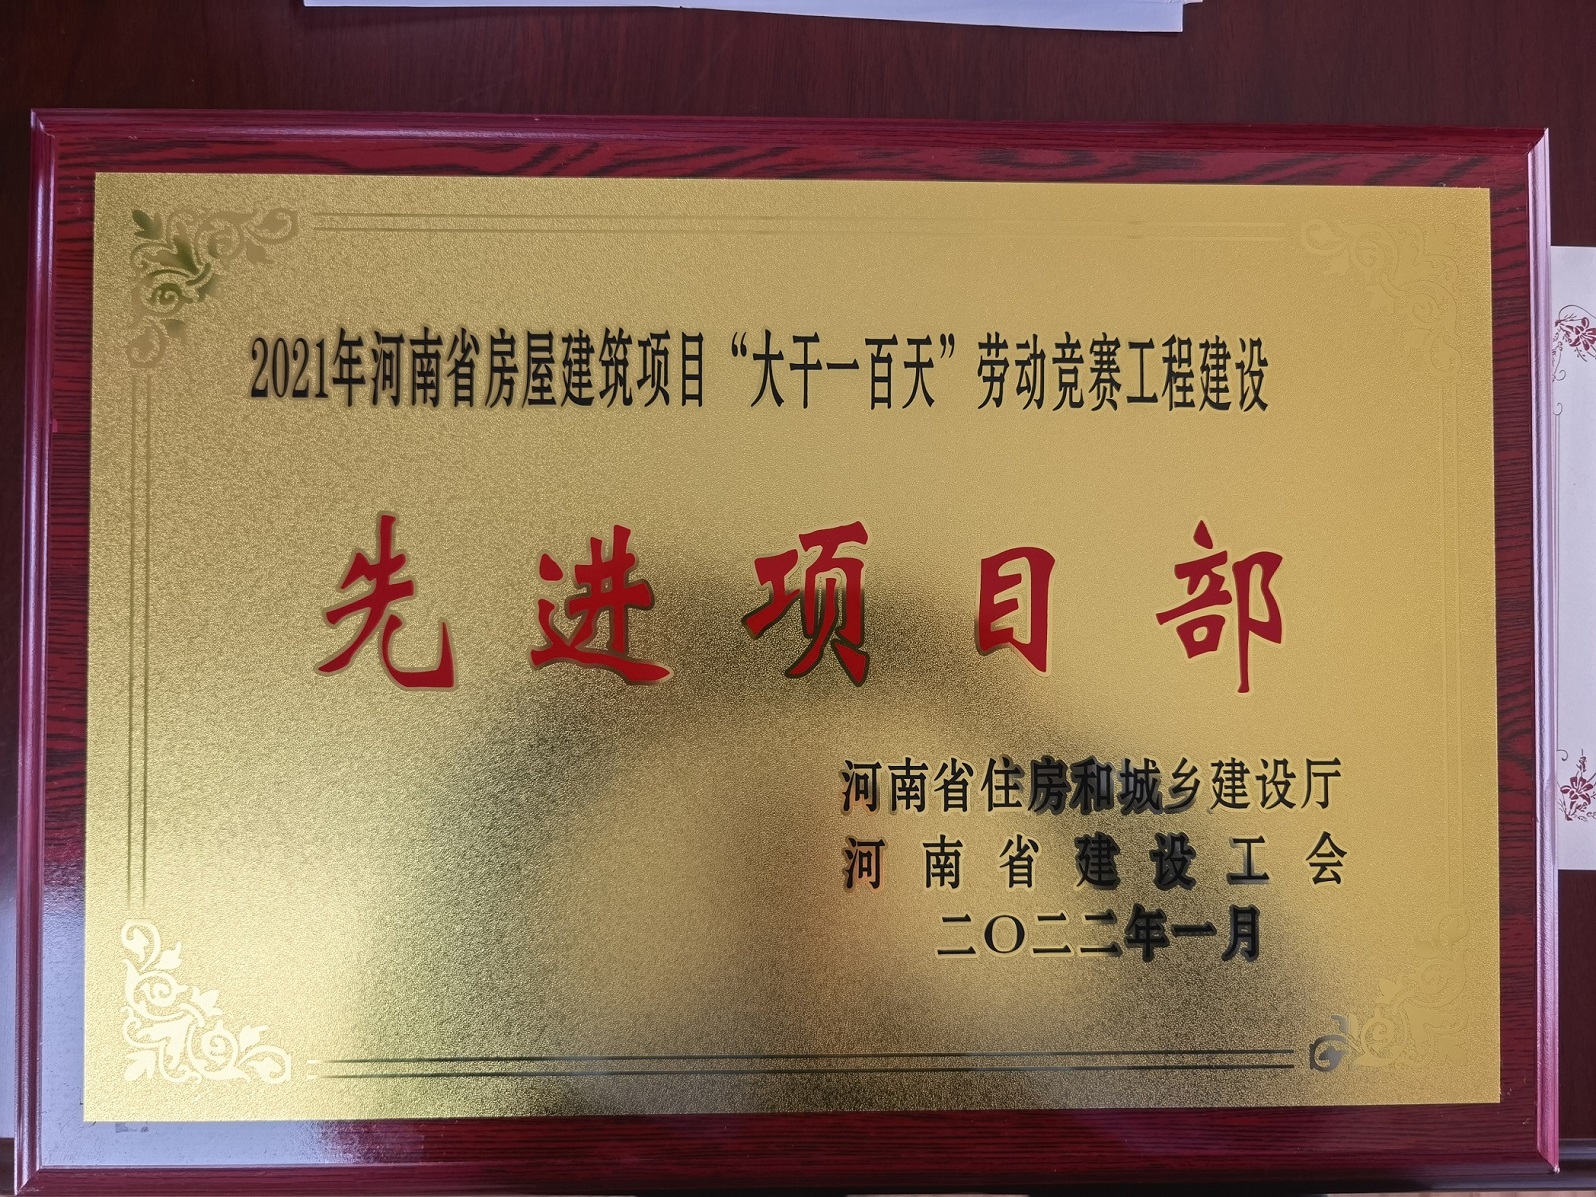 2021年河南省房屋建筑项目“大干一百天”劳动竞赛工程建设
先进项目部
河南省住房和城乡建设厅
河南省建设工会
二〇二二年一月